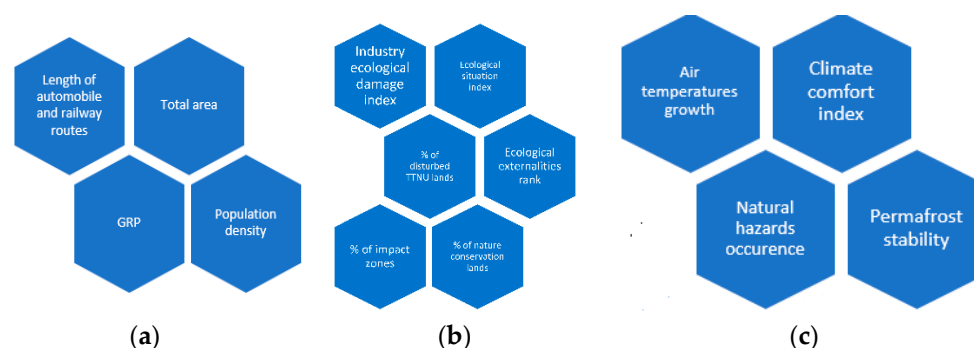 Length of
automobile
and railway
routes
Total area
GRP
Population
density
(a)
Industry
ecological
damage
index
Ecological
situation
index
% of
disturbed
TTNU lands
Ecological
externalities
rank
% of impact
zones
% of nature
conservation
lands
(b)
Air
temperatures
growth
Climate
comfort
index
Natural
hazards
occurence
Permafrost
stability
(c)